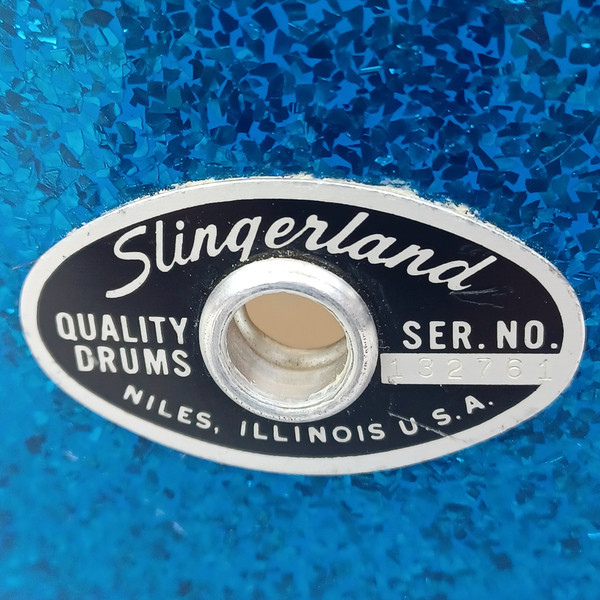 Slingerland
QUALITY
DRUMS
SER. NO.
132761
NILES, ILLINOIS U S.A.